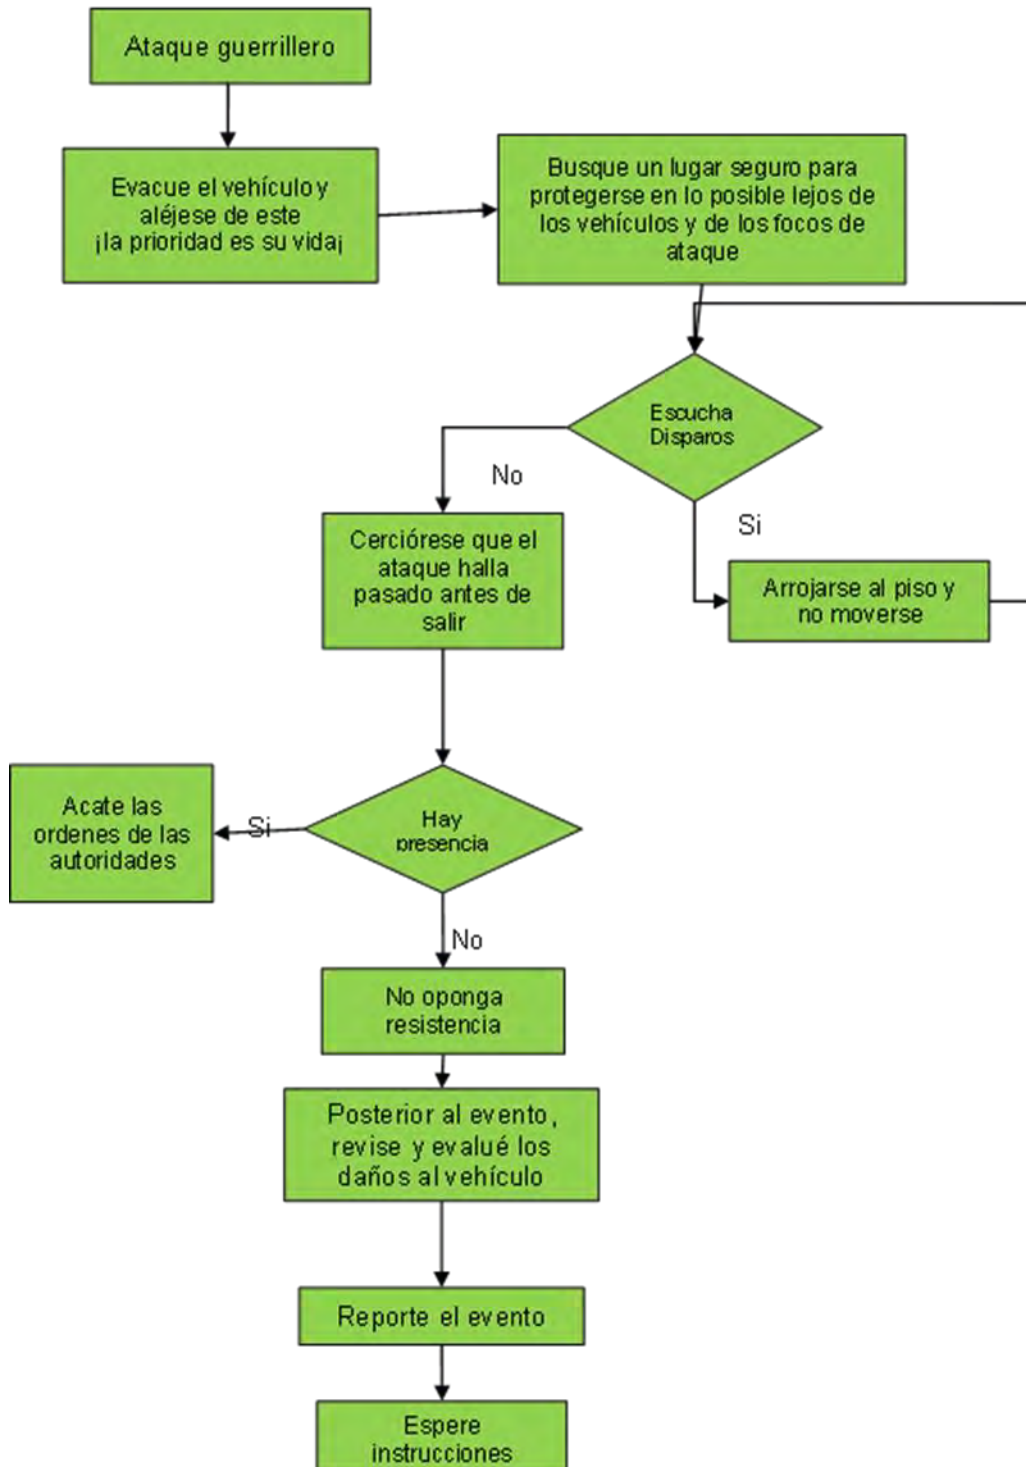 Ataque guerrillero
Evacue el vehículo y
aléjese de este
¡la prioridad es su vida¡
Busque un lugar seguro para
protegerse en lo posible lejos de
los vehículos y de los focos de
ataque
Escucha
Disparos
No
Si
Cerciórese que el
ataque halla
pasado antes de
salir
Arrojarse al piso y
no moverse
Hay
presencia
Si
Acate las
ordenes de las
autoridades
No
No oponga
resistencia
Posterior al evento,
revise y evalué los
daños al vehículo
Reporte el evento
Espere
instrucciones